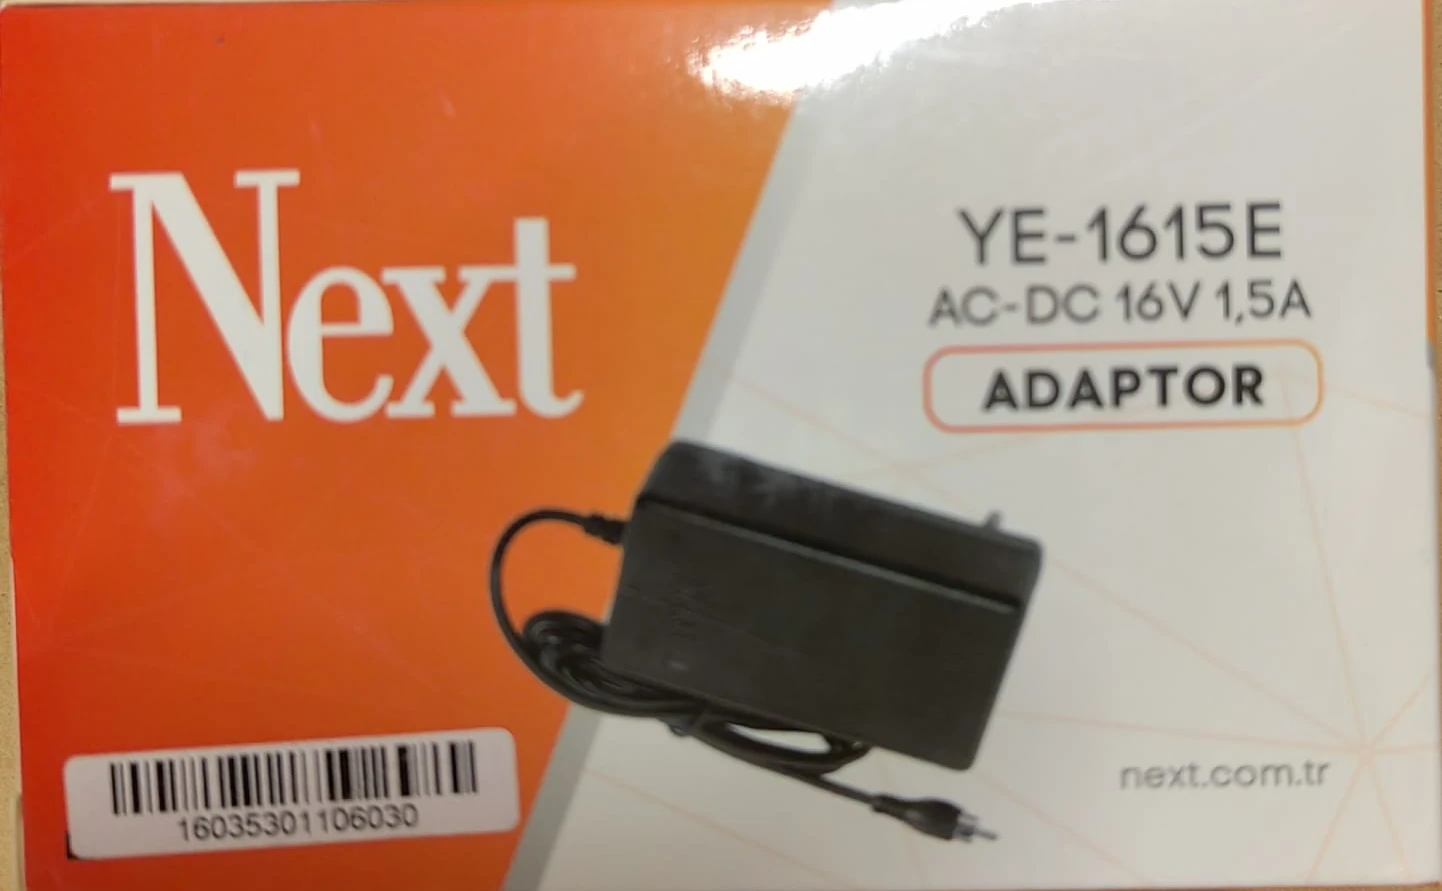 Next
YE-1615E
AC-DC 16V 1,5A
ADAPTOR
next.com.tr
16035301106030